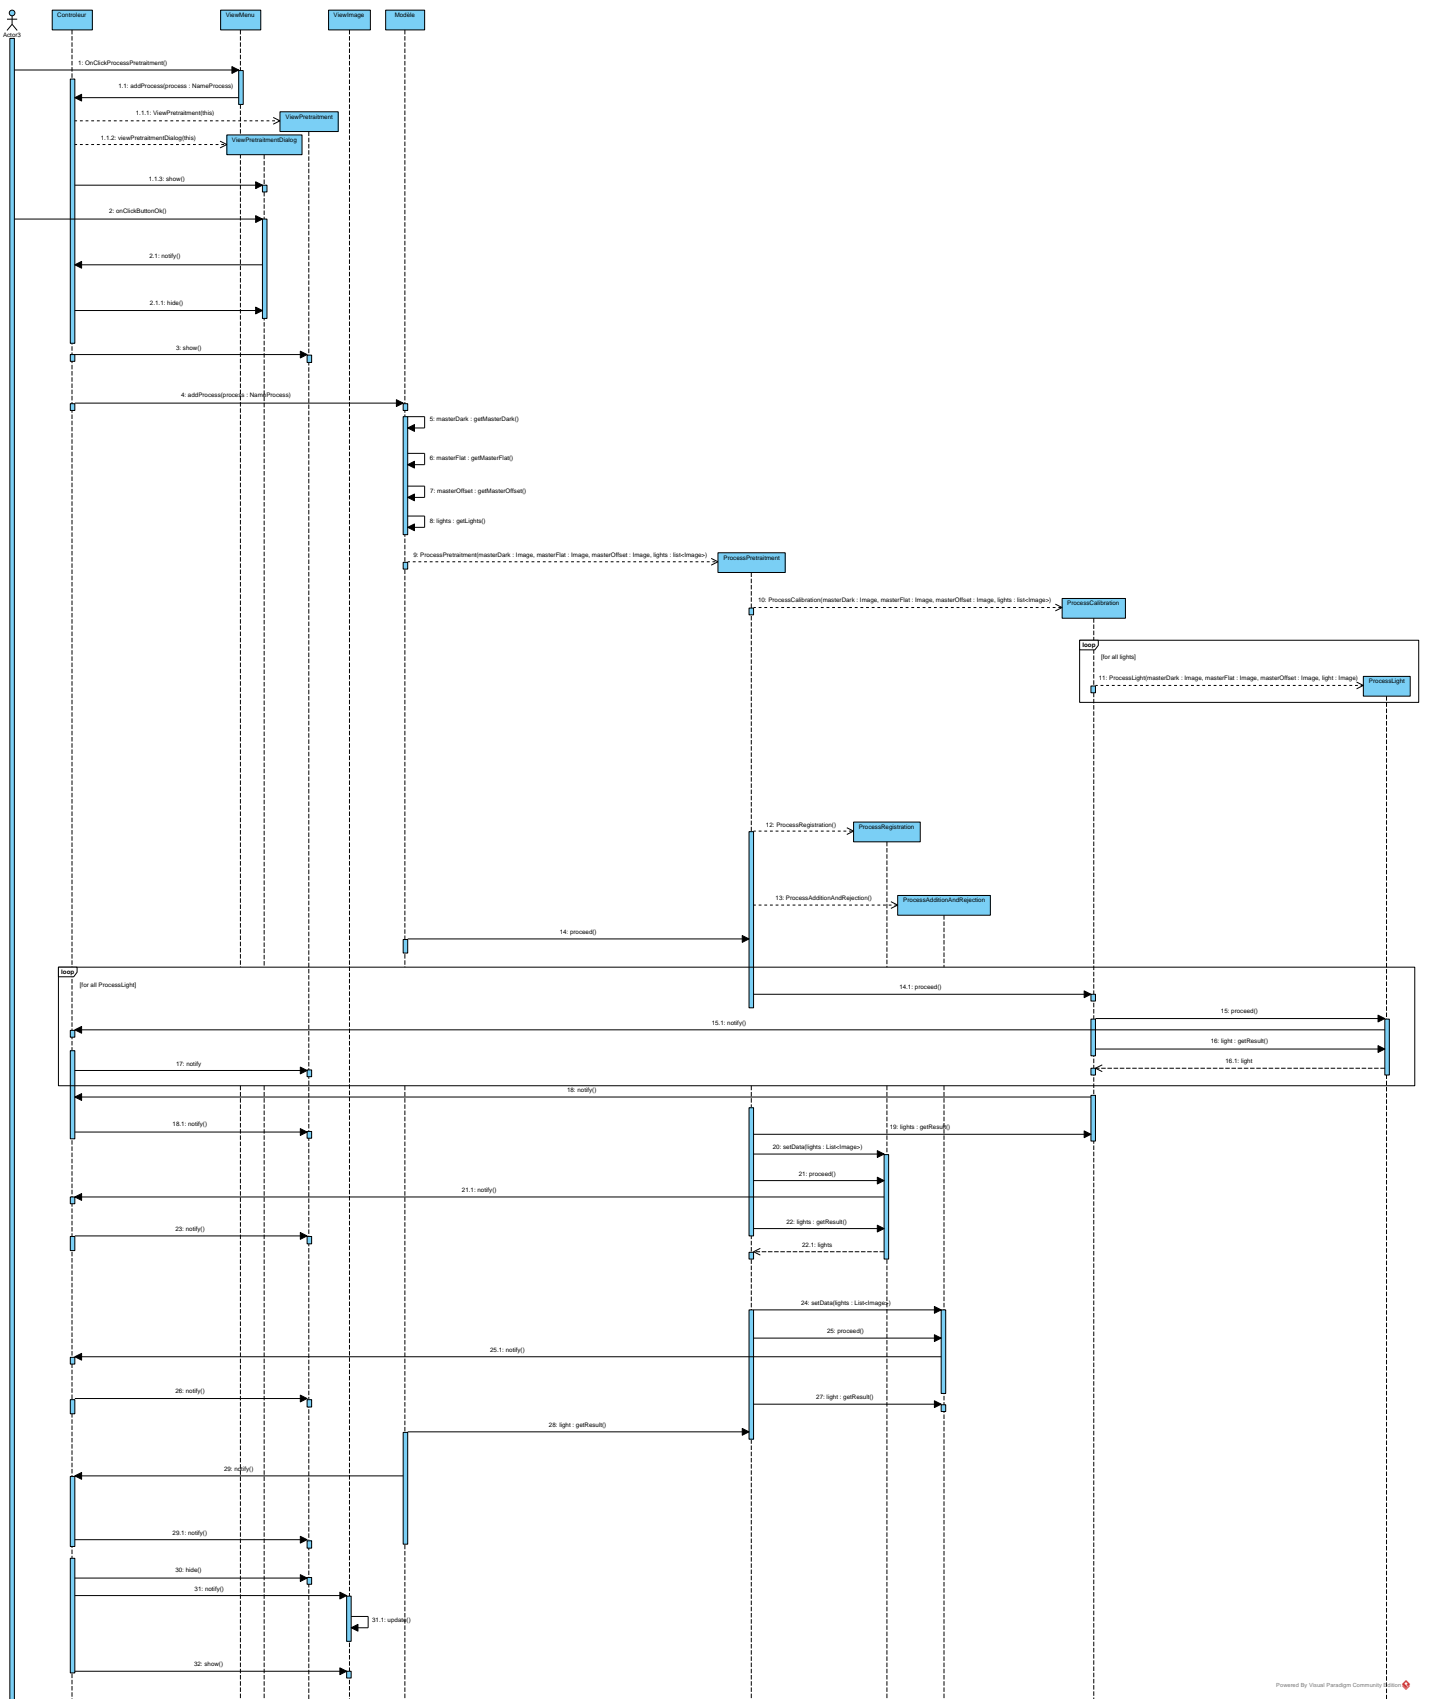 Controleur
ViewMenu
ViewImage
Modèle
Actor3
1: OnClickProcessPretraitment()
1.1: addProcess(process : NameProcess)
1.1.1: ViewPretraitment(this)
ViewPretraitment
1.1.2: viewPretraitmentDialog(this)
ViewPretraitmentDialog
1.1.3: show()
2: onClickButtonOk()
2.1: notify()
2.1.1: hide()
3: show()
4: addProcess(process : NameProcess)
5: masterDark : getMasterDark()
6: masterFlat : getMasterFlat()
7: masterOffset : getMasterOffset()
8: lights : getLights()
9: ProcessPretraitment(masterDark : Image, masterFlat : Image, masterOffset : Image, lights : list<Image>)
ProcessPretraitment
10: ProcessCalibration(masterDark : Image, masterFlat : Image, masterOffset : Image, lights : list<Image>)
ProcessCalibration
loop
[for all lights]
11: ProcessLight(masterDark : Image, masterFlat : Image, masterOffset : Image, light : Image)
ProcessLight
12: ProcessRegistration()
ProcessRegistration
13: ProcessAdditionAndRejection()
ProcessAdditionAndRejection
14: proceed()
loop
[for all ProcessLight]
14.1: proceed()
15: proceed()
15.1: notify()
16: light : getResult()
16.1: light
17: notify
18: notify()
18.1: notify()
19: lights : getResult()
20: setData(lights : List<Image>)
21: proceed()
21.1: notify()
22: lights : getResult()
23: notify()
22.1: lights
24: setData(lights : List<Image>)
25: proceed()
25.1: notify()
26: notify()
27: light : getResult()
28: light : getResult()
29: notify()
29.1: notify()
30: hide()
31: notify()
31.1: update()
32: show()
Powered By Visual Paradigm Community Edition